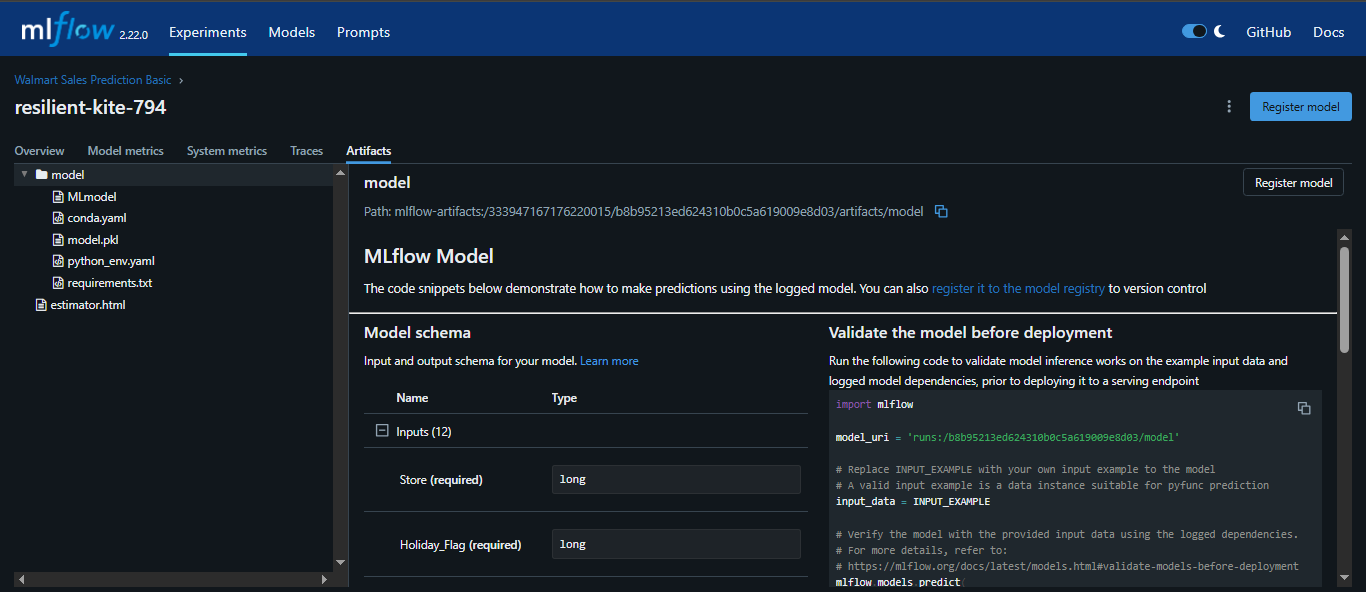 mlflow 2.22.0 Experiments Models Prompts GitHub Docs
Walmart Sales Prediction Basic ›
resilient-kite-794
Register model
Overview Model metrics System metrics Traces Artifacts
model
MLmodel
conda.yaml
model.pkl
python_env.yaml
requirements.txt
estimator.html
model
Register model
Path: mlflow-artifacts:/333947167176220015/b8b95213ed624310b0c5a619009e8d03/artifacts/model
MLflow Model
The code snippets below demonstrate how to make predictions using the logged model. You can also register it to the model registry to version control
Model schema
Input and output schema for your model. Learn more
Name Type
Inputs (12)
Store (required) long
Holiday_Flag (required) long
Validate the model before deployment
Run the following code to validate model inference works on the example input data and
logged model dependencies, prior to deploying it to a serving endpoint
import mlflow
model_uri = 'runs:/b8b95213ed624310b0c5a619009e8d03/model'
# Replace INPUT_EXAMPLE with your own input example to the model
# A valid input example is a data instance suitable for pyfunc prediction
input_data = INPUT_EXAMPLE
# Verify the model with the provided input data using the logged dependencies.
# For more details, refer to:
# https://mlflow.org/docs/latest/models.html#validate-models-before-deployment
mlflow.models.predict(